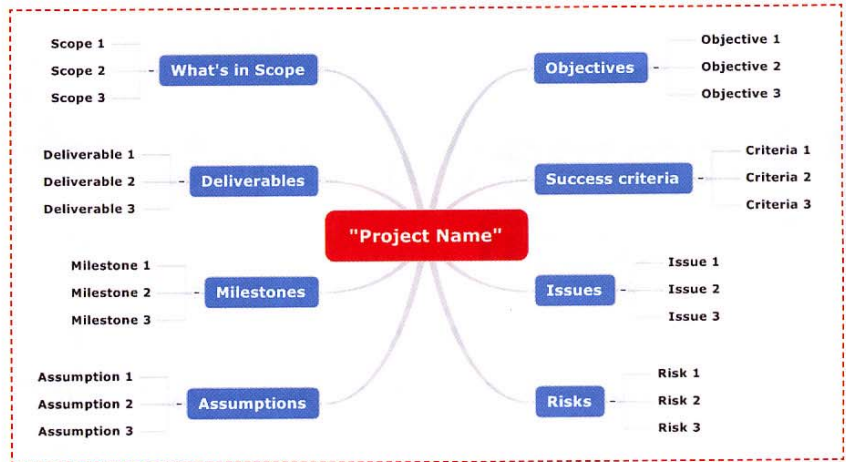 Scope 1
Scope 2
Scope 3
What's in Scope
Deliverable 1
Deliverable 2
Deliverable 3
Deliverables
Milestone 1
Milestone 2
Milestone 3
Milestones
Assumption 1
Assumption 2
Assumption 3
Assumptions
"Project Name"
Objectives
Objective 1
Objective 2
Objective 3
Success criteria
Criteria 1
Criteria 2
Criteria 3
Issues
Issue 1
Issue 2
Issue 3
Risks
Risk 1
Risk 2
Risk 3